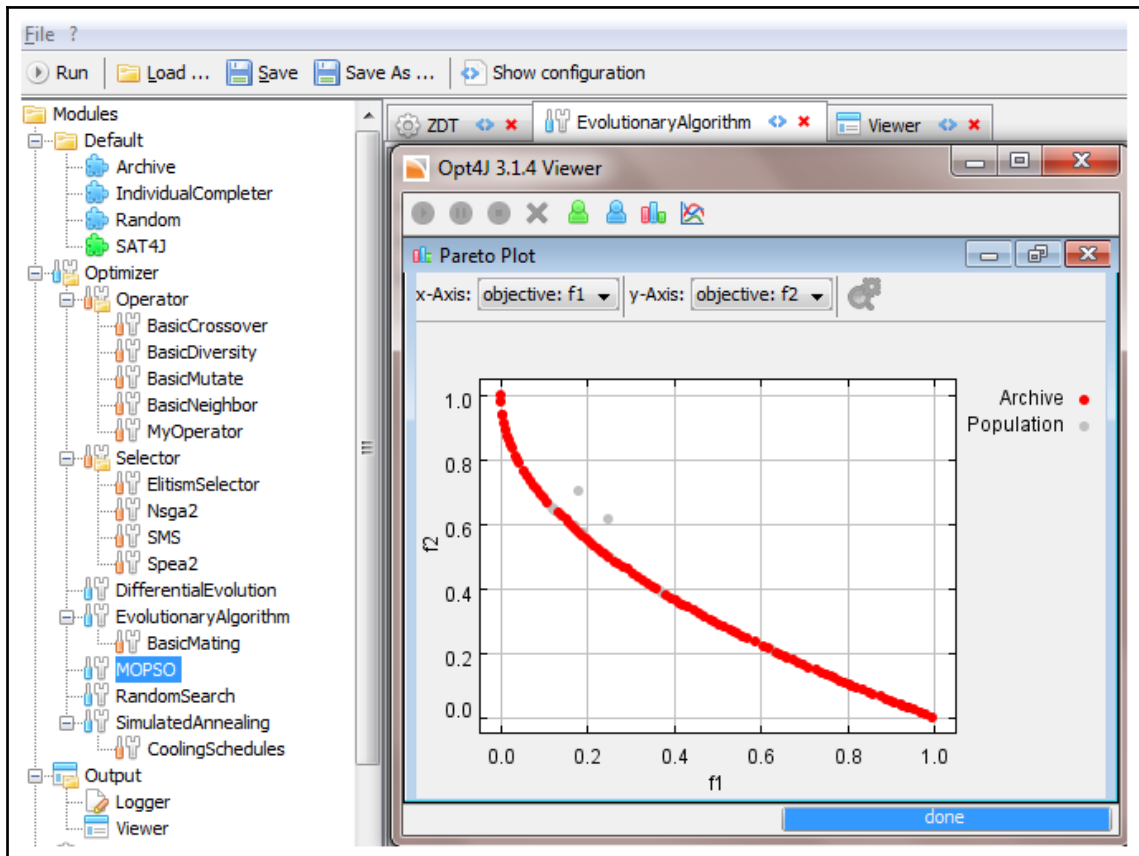 File ?
Run Load ... Save Save As ... Show configuration
Modules
Default
Archive
IndividualCompleter
Random
SAT4J
Optimizer
Operator
BasicCrossover
BasicDiversity
BasicMutate
BasicNeighbor
MyOperator
Selector
ElitismSelector
Nsga2
SMS
Spea2
DifferentialEvolution
EvolutionaryAlgorithm
BasicMating
MOPSO
RandomSearch
SimulatedAnnealing
CoolingSchedules
Output
Logger
Viewer
ZDT EvolutionaryAlgorithm Viewer
Opt4J 3.1.4 Viewer
Pareto Plot
x-Axis: objective: f1 y-Axis: objective: f2
Archive
Population
1.0
0.8
0.6
0.4
0.2
0.0
f2
0.0 0.2 0.4 0.6 0.8 1.0
f1
done